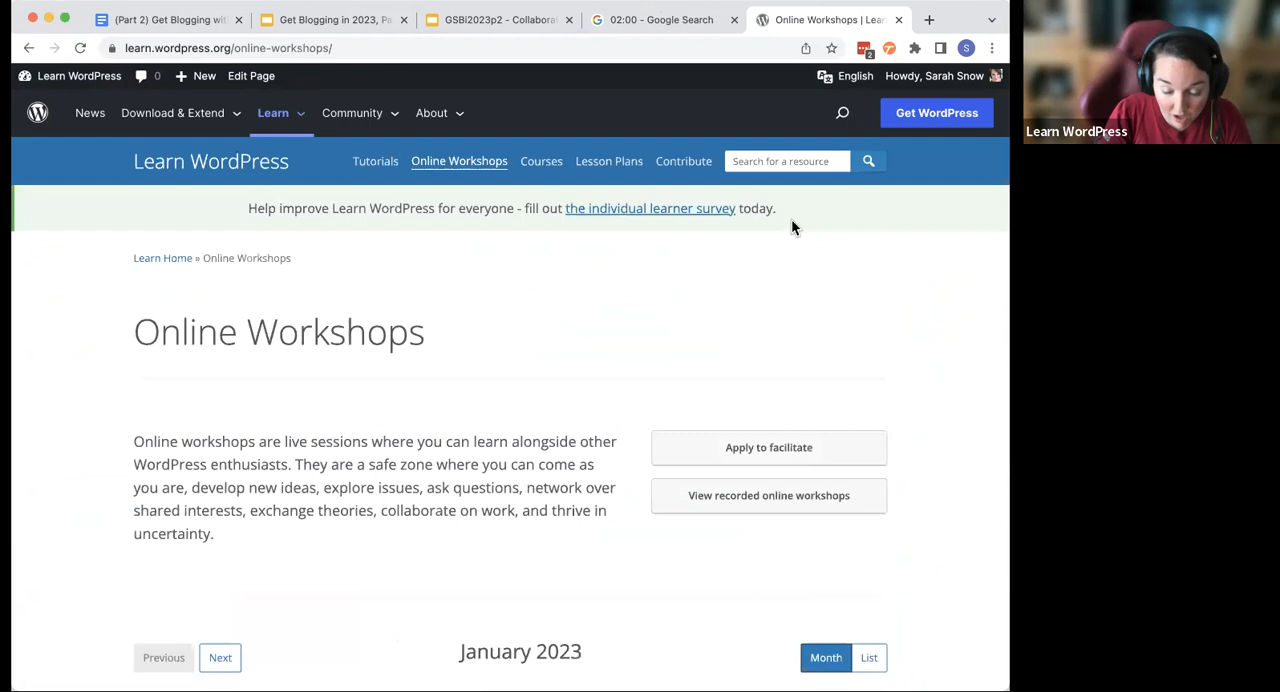 (Part 2) Get Blogging wit
Get Blogging in 2023, Pa
GSBi2023p2 - Collabora
02:00 - Google Search
Online Workshops | Lear
learn.wordpress.org/online-workshops/
2
S
Learn WordPress
0
New
Edit Page
English
Howdy, Sarah Snow
News
Download & Extend
Learn
Community
About
Get WordPress
Learn WordPress
Tutorials
Online Workshops
Courses
Lesson Plans
Contribute
Search for a resource
Help improve Learn WordPress for everyone - fill out the individual learner survey today.
Learn Home » Online Workshops
Online Workshops
Online workshops are live sessions where you can learn alongside other
WordPress enthusiasts. They are a safe zone where you can come as
you are, develop new ideas, explore issues, ask questions, network over
shared interests, exchange theories, collaborate on work, and thrive in
uncertainty.
Apply to facilitate
View recorded online workshops
Previous
Next
January 2023
Month
List
Learn WordPress